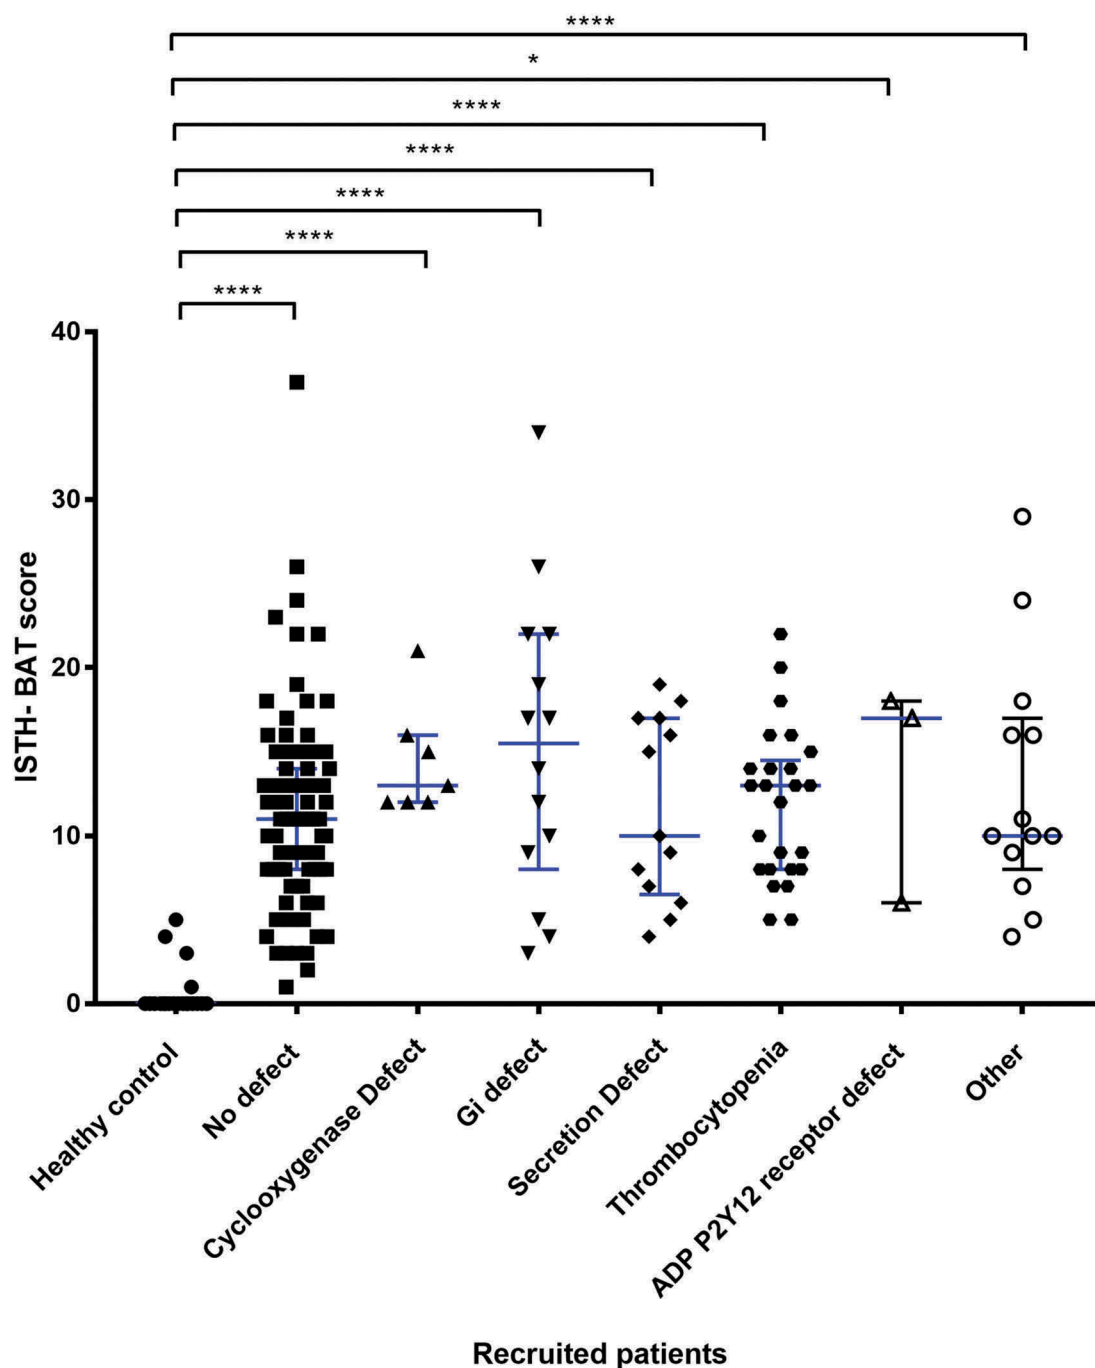 ****
*
****
****
****
****
****
40
30
20
10
0
ISTH- BAT score
Healthy control
No defect
Cyclooxygenase Defect
Gi defect
Secretion Defect
Thrombocytopenia
ADP P2Y12 receptor defect
Other
Recruited patients